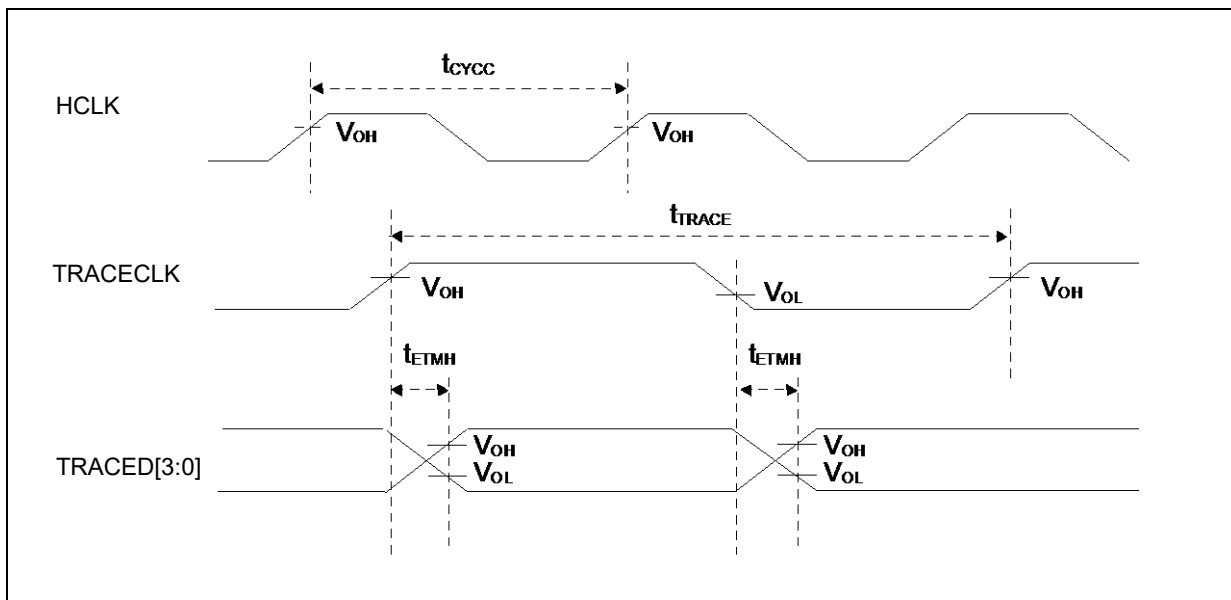 tCYCC
HCLK
VOH VOH
tTRACE
TRACECLK
VOH VOL VOH
tETMH tETMH
TRACED[3:0]
VOH VOH
VOL VOL